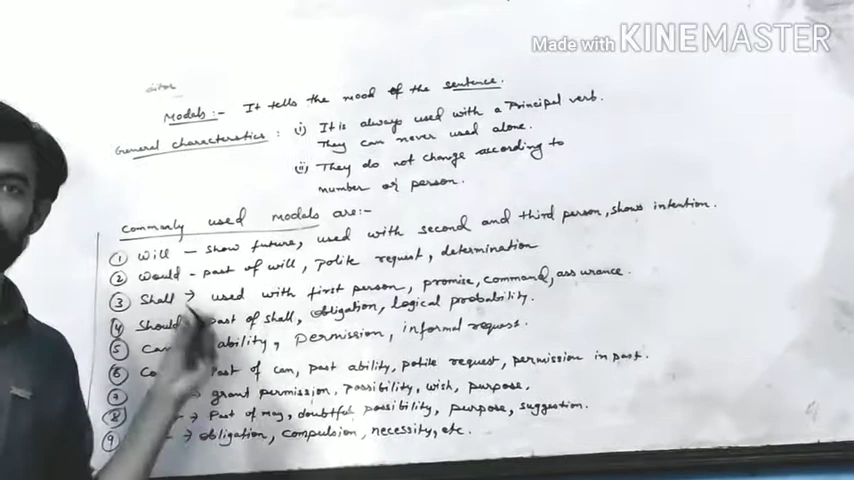 Made with KINEMASTER
Modals :- It tells the mood of the sentence.
General characteristics : (i) It is always used with a Principal verb.
They can never used alone.
(ii) They do not change according to
number or person.
Commonly used modals are:-
① Will - Show future, used with second and third person, shows intention.
② Would - past of will, polite request, determination
③ Shall → used with first person, promise, command, assurance.
④ Should past of shall, obligation, logical probability.
⑤ ability, permission, informal request.
⑥ Past of can, past ability, polite request, permission in past.
⑦ → grant permission, possibility, wish, purpose.
⑧ → Past of may, doubtful possibility, purpose, suggestion.
⑨ → obligation, compulsion, necessity, etc.